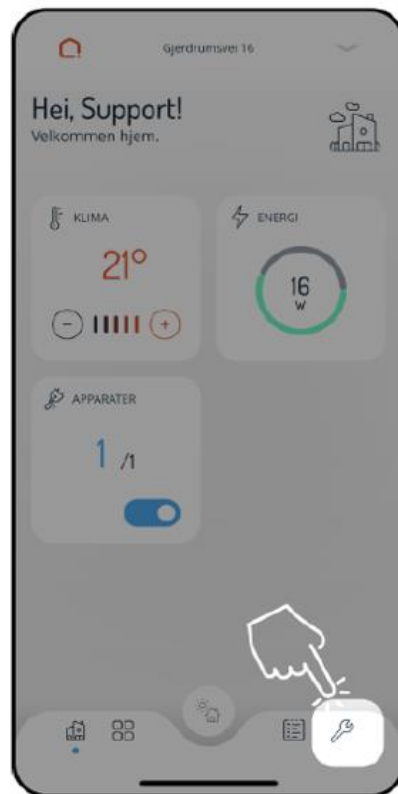 Gjerdrumsvei 16
Hei, Support!
Velkommen hjem.
KLIMA
21°
ENERGI
16
W
APPARATER
1 /1